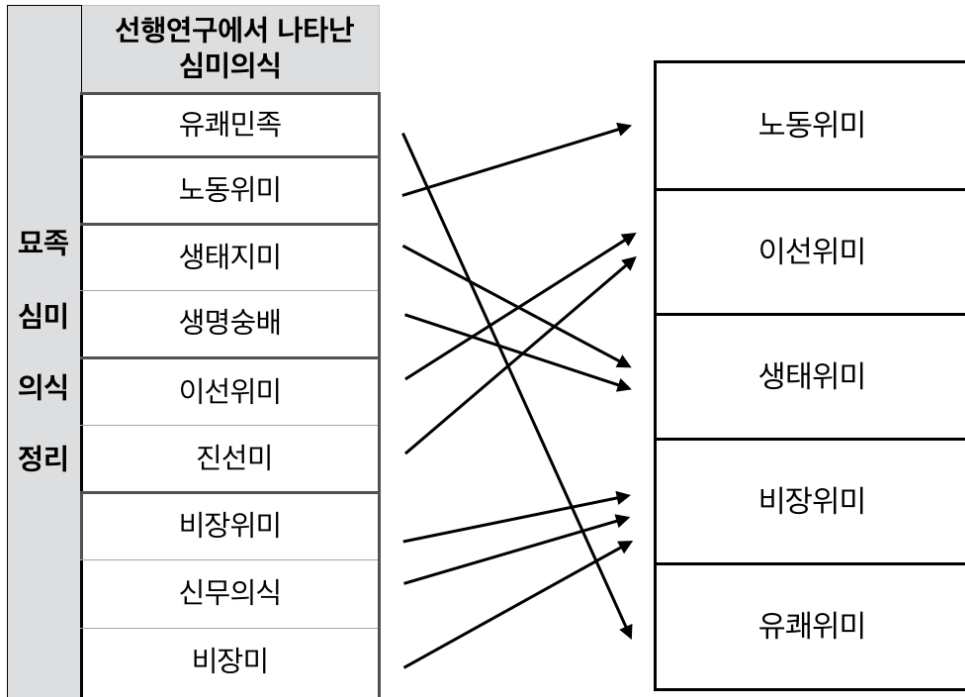 선행연구에서 나타난
심미의식
묘족
심미
의식
정리
유쾌민족
노동위미
생태지미
생명숭배
이선위미
진선미
비장위미
신무의식
비장미
노동위미
이선위미
생태위미
비장위미
유쾌위미